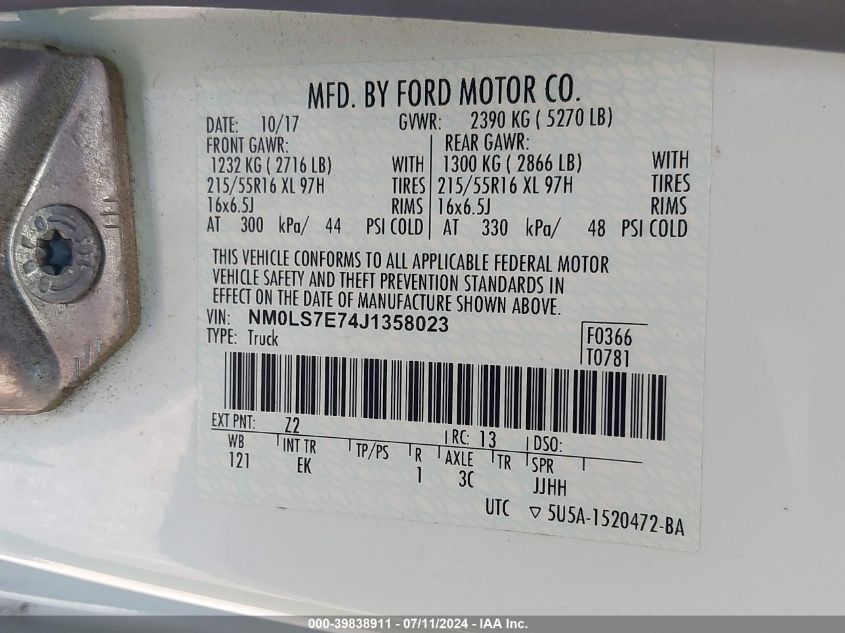 MFD. BY FORD MOTOR CO.
DATE: 10/17 GVWR: 2390 KG ( 5270 LB)
FRONT GAWR: REAR GAWR:
1232 KG ( 2716 LB) WITH 1300 KG ( 2866 LB) WITH
215/55R16 XL 97H TIRES 215/55R16 XL 97H TIRES
16x6.5J RIMS 16x6.5J RIMS
AT 300 kPa/ 44 PSI COLD AT 330 kPa/ 48 PSI COLD
THIS VEHICLE CONFORMS TO ALL APPLICABLE FEDERAL MOTOR
VEHICLE SAFETY AND THEFT PREVENTION STANDARDS IN
EFFECT ON THE DATE OF MANUFACTURE SHOWN ABOVE.
VIN: NM0LS7E74J1358023
TYPE: Truck
F0366
T0781
EXT PNT: Z2 RC: 13 DSO:
WB INT TR TP/PS R AXLE TR SPR
121 EK 1 3C JJHH
UTC ▽ 5U5A-1520472-BA
000-39838911 - 07/11/2024 - IAA Inc.